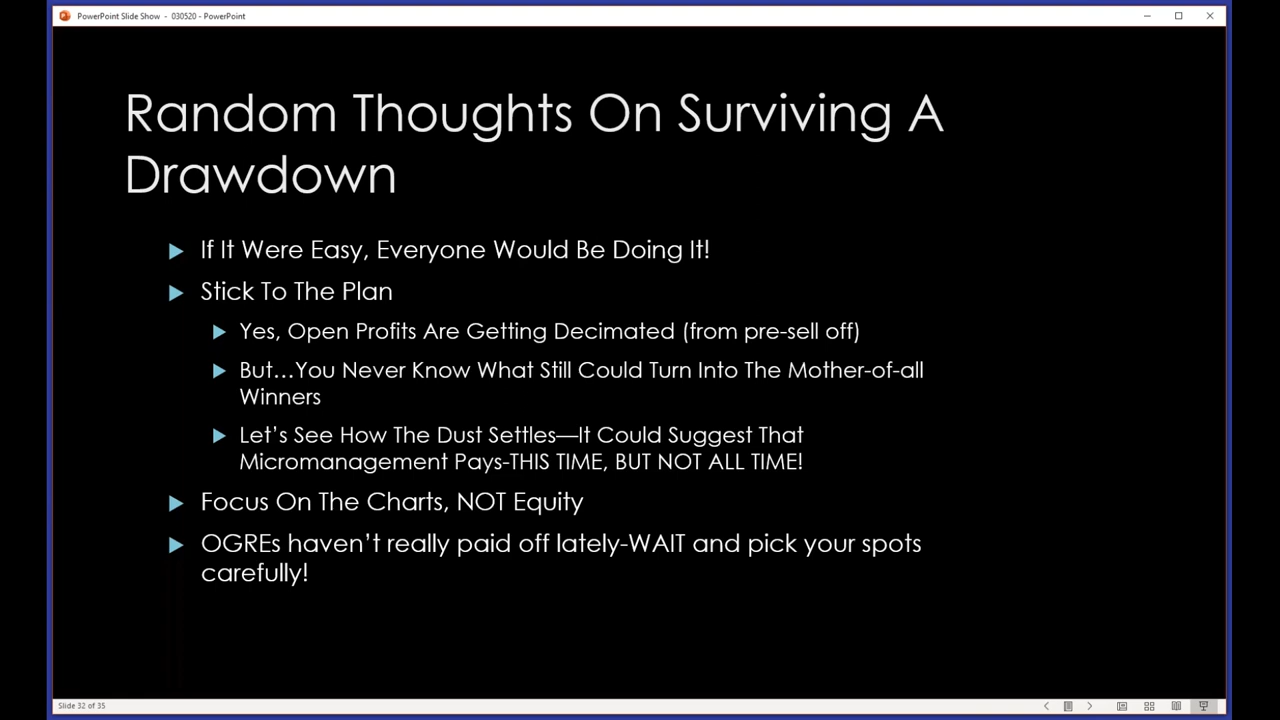 PowerPoint Slide Show - 030520 - PowerPoint
Random Thoughts On Surviving A
Drawdown
If It Were Easy, Everyone Would Be Doing It!
Stick To The Plan
Yes, Open Profits Are Getting Decimated (from pre-sell off)
But…You Never Know What Still Could Turn Into The Mother-of-all
Winners
Let’s See How The Dust Settles—It Could Suggest That
Micromanagement Pays-THIS TIME, BUT NOT ALL TIME!
Focus On The Charts, NOT Equity
OGREs haven’t really paid off lately-WAIT and pick your spots
carefully!
Slide 32 of 35